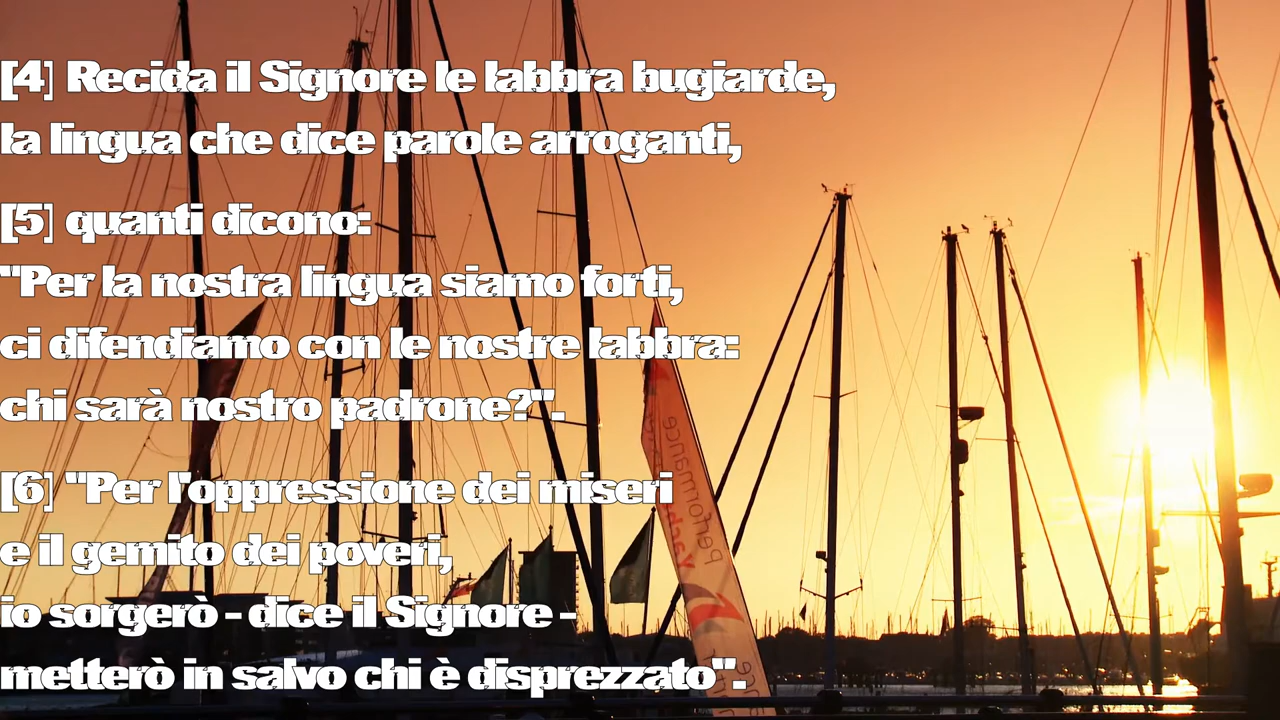 [4] Recida il Signore le labbra bugiarde,
la lingua che dice parole arroganti,
[5] quanti dicono:
"Per la nostra lingua siamo forti,
ci difendiamo con le nostre labbra:
chi sarà nostro padrone?".
[6] "Per l'oppressione dei miseri
e il gemito dei poveri,
io sorgerò - dice il Signore -
metterò in salvo chi è disprezzato".
performance